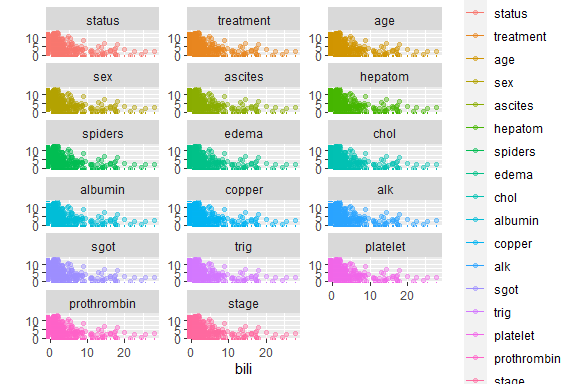 status treatment age
10
5
0
sex ascites hepatom
10
5
0
spiders edema chol
10
5
0
albumin copper alk
10
5
0
sgot trig platelet
10
5
0
prothrombin stage
10
5
0
0 10 20 0 10 20 0 10 20
bili
status
treatment
age
sex
ascites
hepatom
spiders
edema
chol
albumin
copper
alk
sgot
trig
platelet
prothrombin
stage